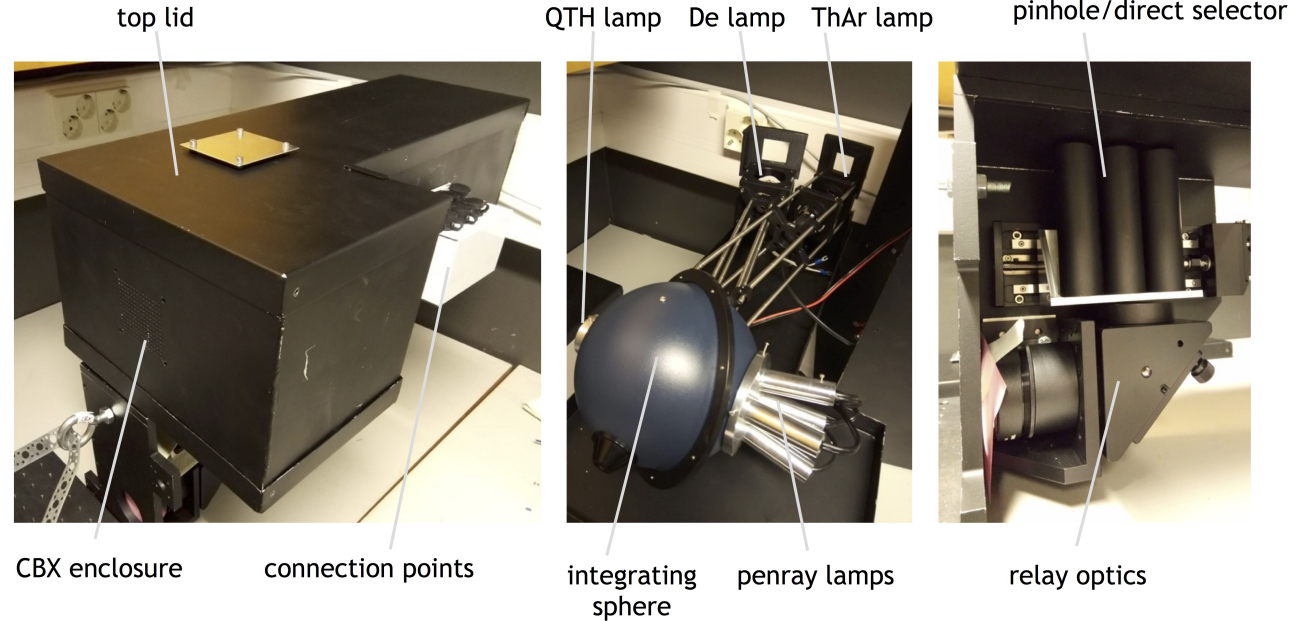 top lid
QTH lamp
De lamp
ThAr lamp
pinhole/direct selector
CBX enclosure
connection points
integrating
sphere
penray lamps
relay optics